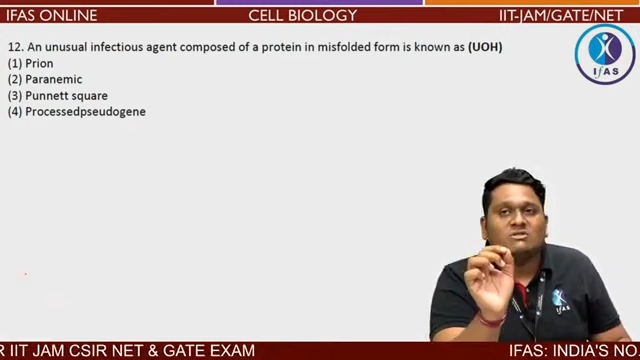 IFAS ONLINE
CELL BIOLOGY
IIT-JAM/GATE/NET
12. An unusual infectious agent composed of a protein in misfolded form is known as (UOH)
(1) Prion
(2) Paranemic
(3) Punnett square
(4) Processedpseudogene
IFAS
iFAS
R IIT JAM CSIR NET & GATE EXAM
IFAS: INDIA'S NO